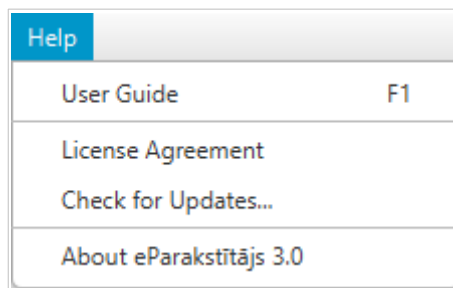 Help
User Guide F1
License Agreement
Check for Updates...
About eParakstītājs 3.0